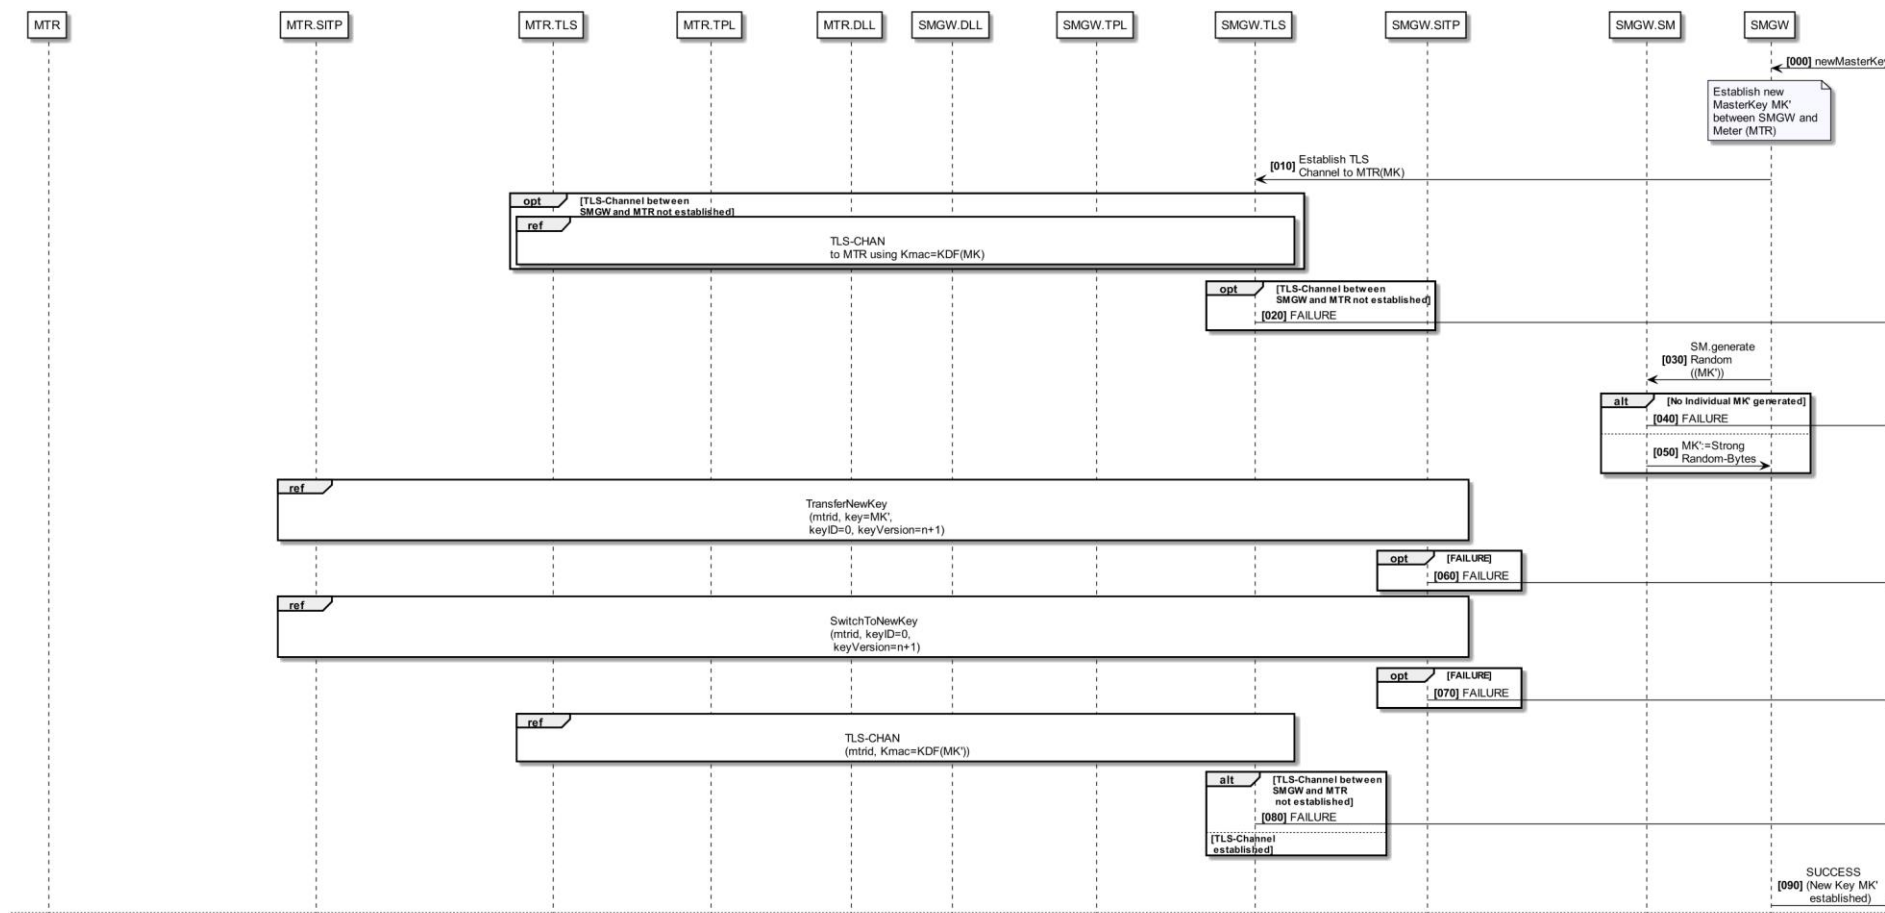 MTR
MTR.SITP
MTR.TLS
MTR.TPL
MTR.DLL
SMGW.DLL
SMGW.TPL
SMGW.TLS
SMGW.SITP
SMGW.SM
SMGW
[000] newMasterKey
Establish new
MasterKey MK'
between SMGW and
Meter (MTR)
[010] Establish TLS
Channel to MTR(MK)
opt [TLS-Channel between
SMGW and MTR not established]
ref
TLS-CHAN
to MTR using Kmac=KDF(MK)
opt [TLS-Channel between
SMGW and MTR not established]
[020] FAILURE
SM.generate
[030] Random
((MK'))
alt [No Individual MK' generated]
[040] FAILURE
MK':=Strong
[050] Random-Bytes
ref
TransferNewKey
(mtrid, key=MK',
keyID=0, keyVersion=n+1)
opt [FAILURE]
[060] FAILURE
ref
SwitchToNewKey
(mtrid, keyID=0,
keyVersion=n+1)
opt [FAILURE]
[070] FAILURE
ref
TLS-CHAN
(mtrid, Kmac=KDF(MK'))
alt [TLS-Channel between
SMGW and MTR
not established]
[080] FAILURE
[TLS-Channel
established]
SUCCESS
[090] (New Key MK'
established)